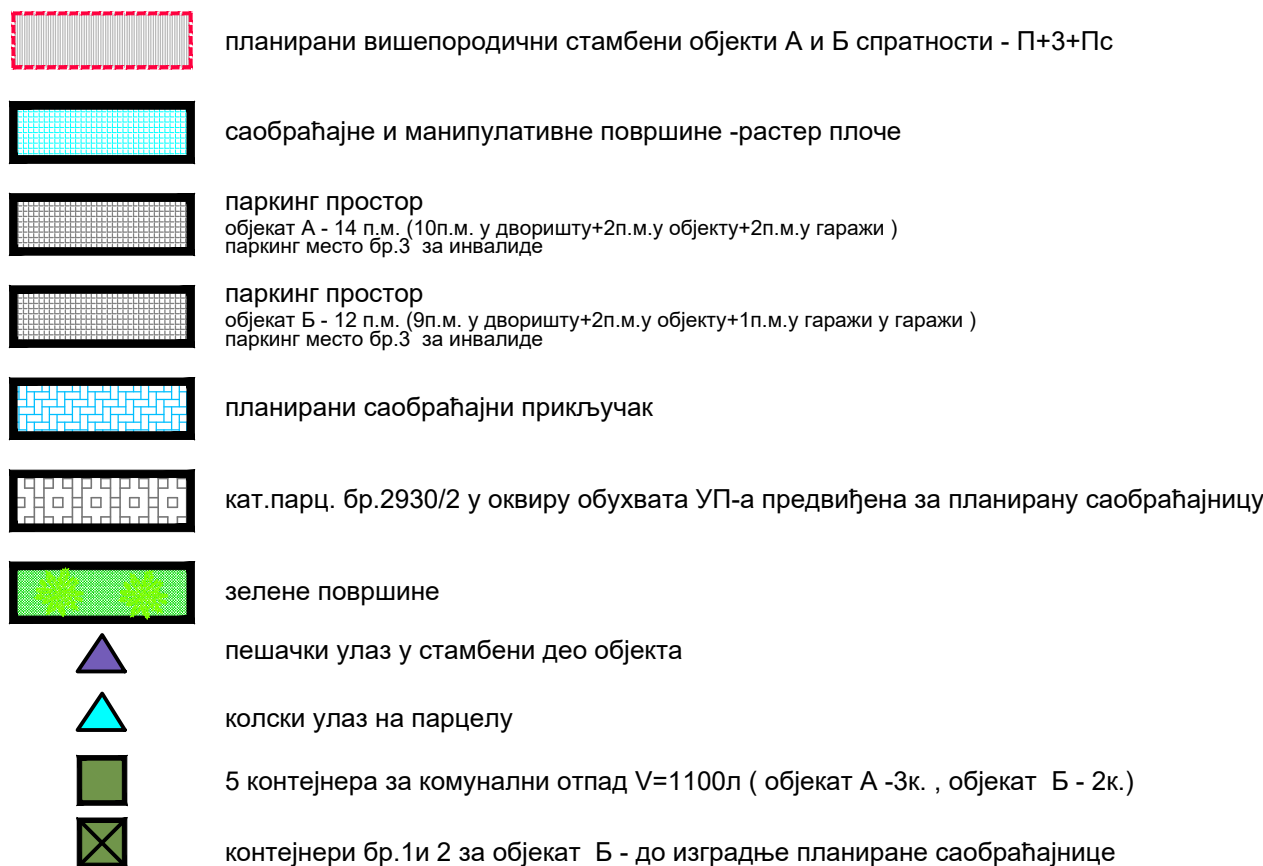 планирани вишепородични стамбени објекти А и Б спратности - П+3+Пс
саобраћајне и манипулативне површине -растер плоче
паркинг простор
објекат А - 14 п.м. (10п.м. у дворишту+2п.м.у објекту+2п.м.у гаражи )
паркинг место бр.3 за инвалиде
паркинг простор
објекат Б - 12 п.м. (9п.м. у дворишту+2п.м.у објекту+1п.м.у гаражи у гаражи )
паркинг место бр.3 за инвалиде
планирани саобраћајни прикључак
кат.парц. бр.2930/2 у оквиру обухвата УП-а предвиђена за планирану саобраћајницу
зелене површине
пешачки улаз у стамбени део објекта
колски улаз на парцелу
5 контејнера за комунални отпад V=1100л ( објекат А -3к. , објекат Б - 2к.)
контејнери бр.1и 2 за објекат Б - до изградње планиране саобраћајнице